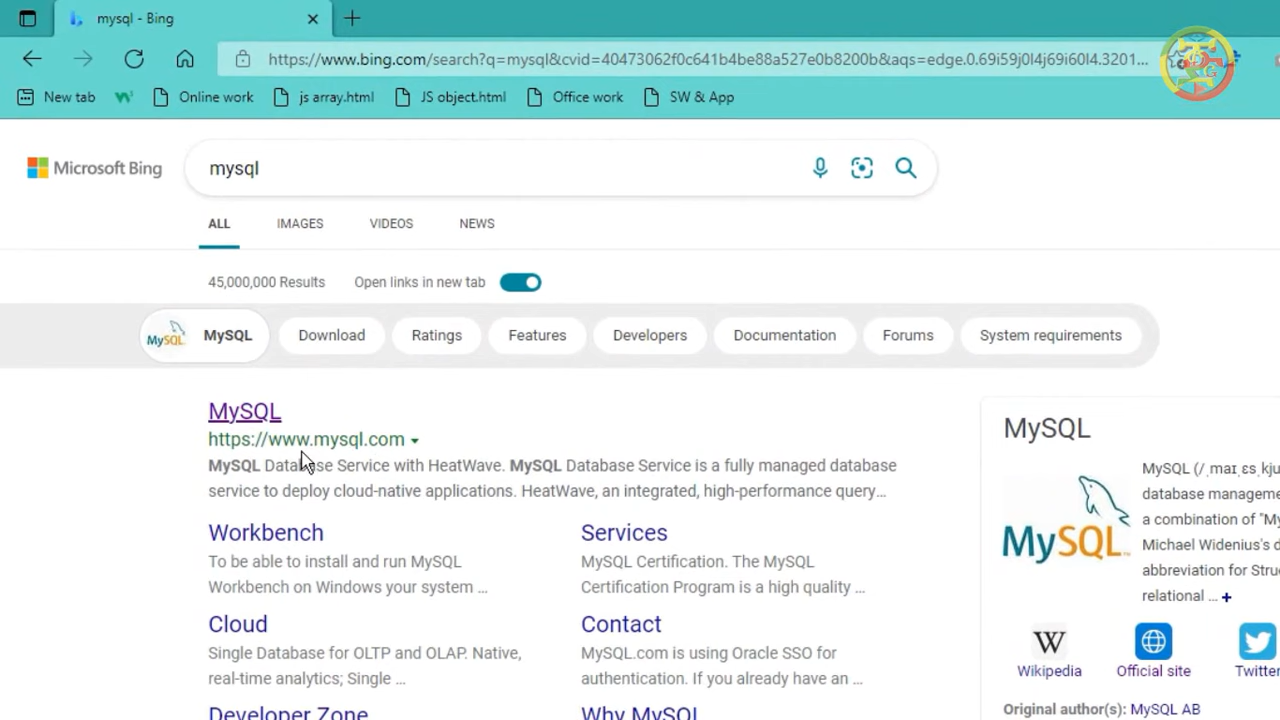 mysql - Bing
https://www.bing.com/search?q=mysql&cvid=40473062f0c641b4be88a527e0b8200b&aqs=edge.0.69i59j0l4j69i60l4.3201...
New tab
Online work
js array.html
JS object.html
Office work
SW & App
Microsoft Bing
mysql
ALL
IMAGES
VIDEOS
NEWS
45,000,000 Results
Open links in new tab
MySQL
MySQL
Download
Ratings
Features
Developers
Documentation
Forums
System requirements
MySQL
https://www.mysql.com
MySQL Database Service with HeatWave. MySQL Database Service is a fully managed database
service to deploy cloud-native applications. HeatWave, an integrated, high-performance query...
Workbench
To be able to install and run MySQL
Workbench on Windows your system ...
Services
MySQL Certification. The MySQL
Certification Program is a high quality ...
Cloud
Single Database for OLTP and OLAP. Native,
real-time analytics; Single ...
Contact
MySQL.com is using Oracle SSO for
authentication. If you already have an ...
Developer Zone
Why MySQL
MySQL
MySQL
MySQL (/ˌmaɪ ɛsˌkju
database manageme
a combination of "My
Michael Widenius's d
abbreviation for Struc
relational ... +
W
Wikipedia
Official site
Twitter
Original author(s): MySQL AB